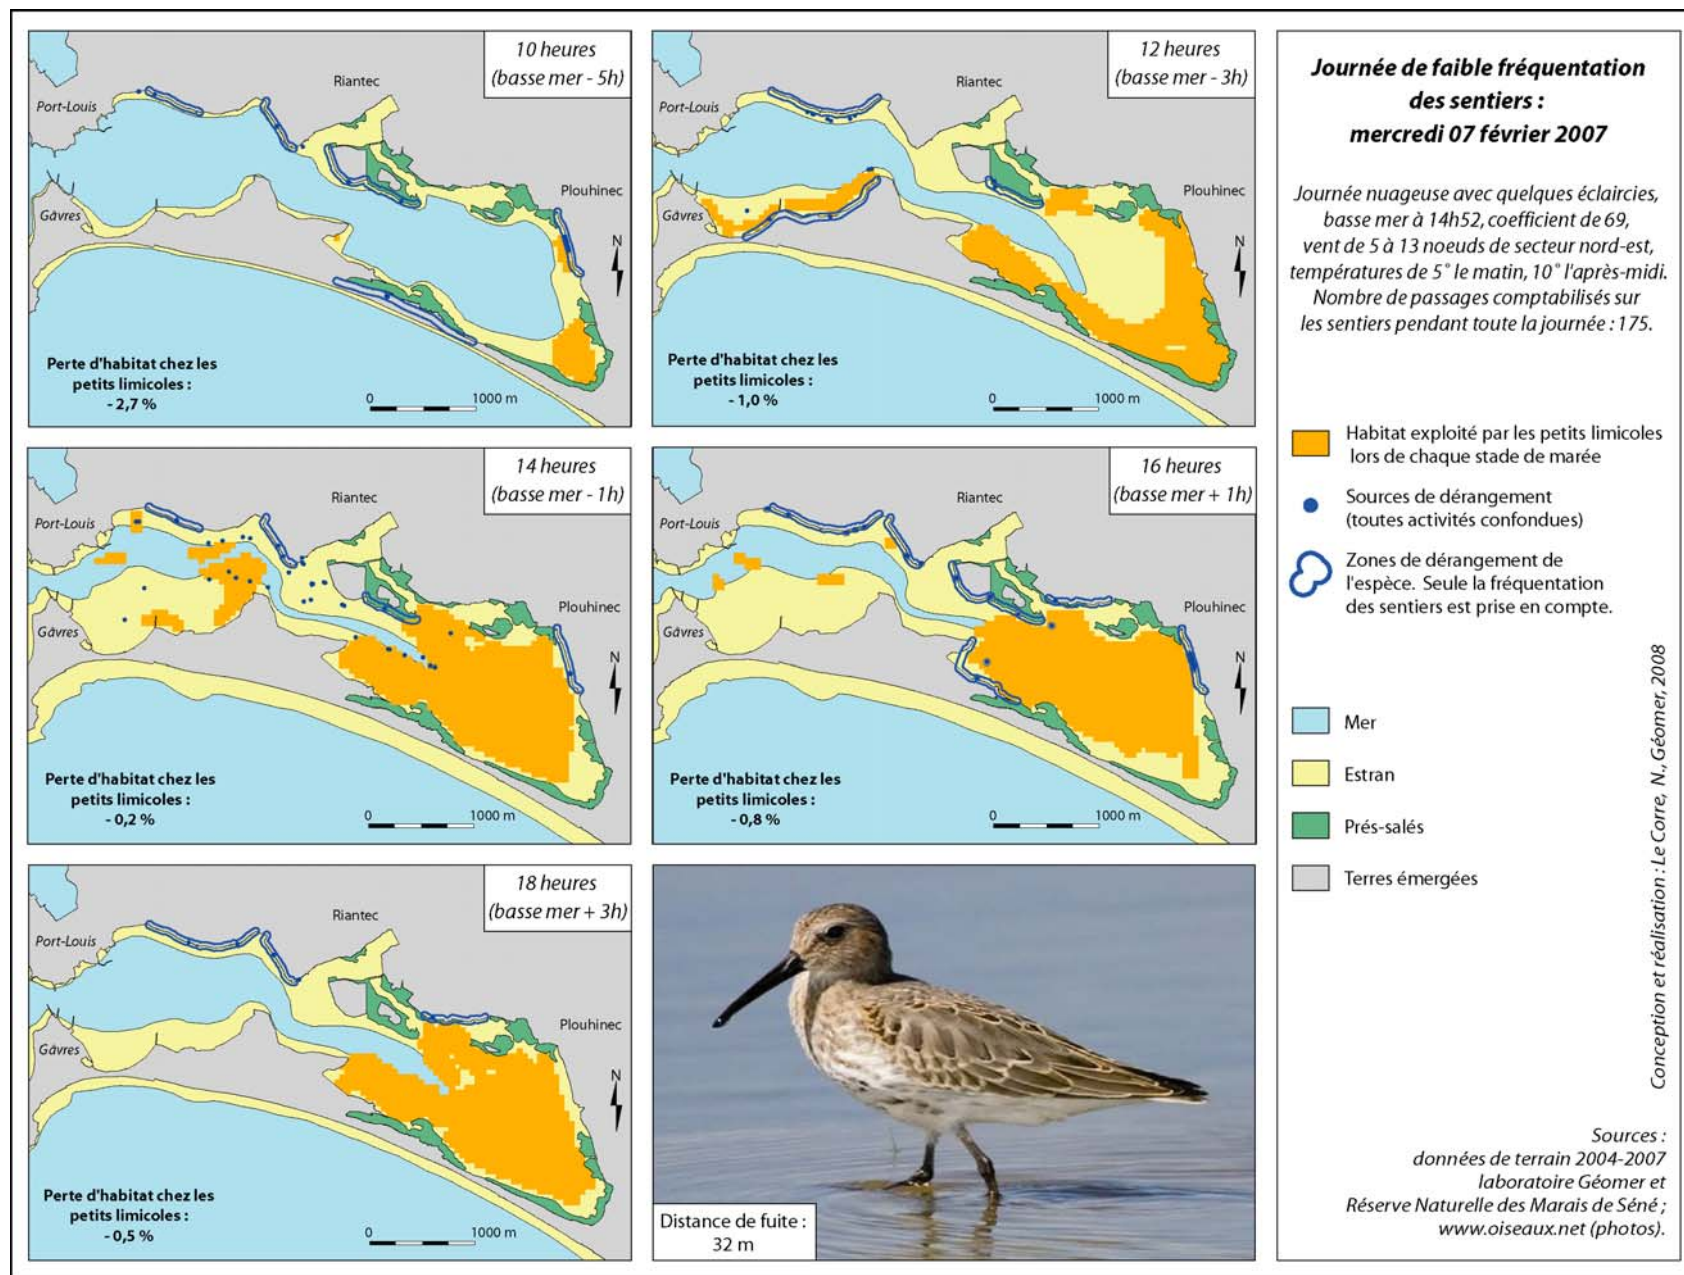 10 heures
(basse mer - 5h)
Riantec
Port-Louis
Plouhinec
Gâvres
N
Perte d'habitat chez les
petits limicoles :
- 2,7 %
0 1000 m
12 heures
(basse mer - 3h)
Riantec
Port-Louis
Plouhinec
Gâvres
N
Perte d'habitat chez les
petits limicoles :
- 1,0 %
0 1000 m
14 heures
(basse mer - 1h)
Riantec
Port-Louis
Plouhinec
Gâvres
N
Perte d'habitat chez les
petits limicoles :
- 0,2 %
0 1000 m
16 heures
(basse mer + 1h)
Riantec
Port-Louis
Plouhinec
Gâvres
N
Perte d'habitat chez les
petits limicoles :
- 0,8 %
0 1000 m
18 heures
(basse mer + 3h)
Riantec
Port-Louis
Plouhinec
Gâvres
N
Perte d'habitat chez les
petits limicoles :
- 0,5 %
0 1000 m
Distance de fuite :
32 m
Journée de faible fréquentation
des sentiers :
mercredi 07 février 2007
Journée nuageuse avec quelques éclaircies,
basse mer à 14h52, coefficient de 69,
vent de 5 à 13 noeuds de secteur nord-est,
températures de 5° le matin, 10° l'après-midi.
Nombre de passages comptabilisés sur
les sentiers pendant toute la journée : 175.
Habitat exploité par les petits limicoles
lors de chaque stade de marée
Sources de dérangement
(toutes activités confondues)
Zones de dérangement de
l'espèce. Seule la fréquentation
des sentiers est prise en compte.
Mer
Estran
Prés-salés
Terres émergées
Conception et réalisation : Le Corre, N., Géomer, 2008
Sources :
données de terrain 2004-2007
laboratoire Géomer et
Réserve Naturelle des Marais de Séné ;
www.oiseaux.net (photos).